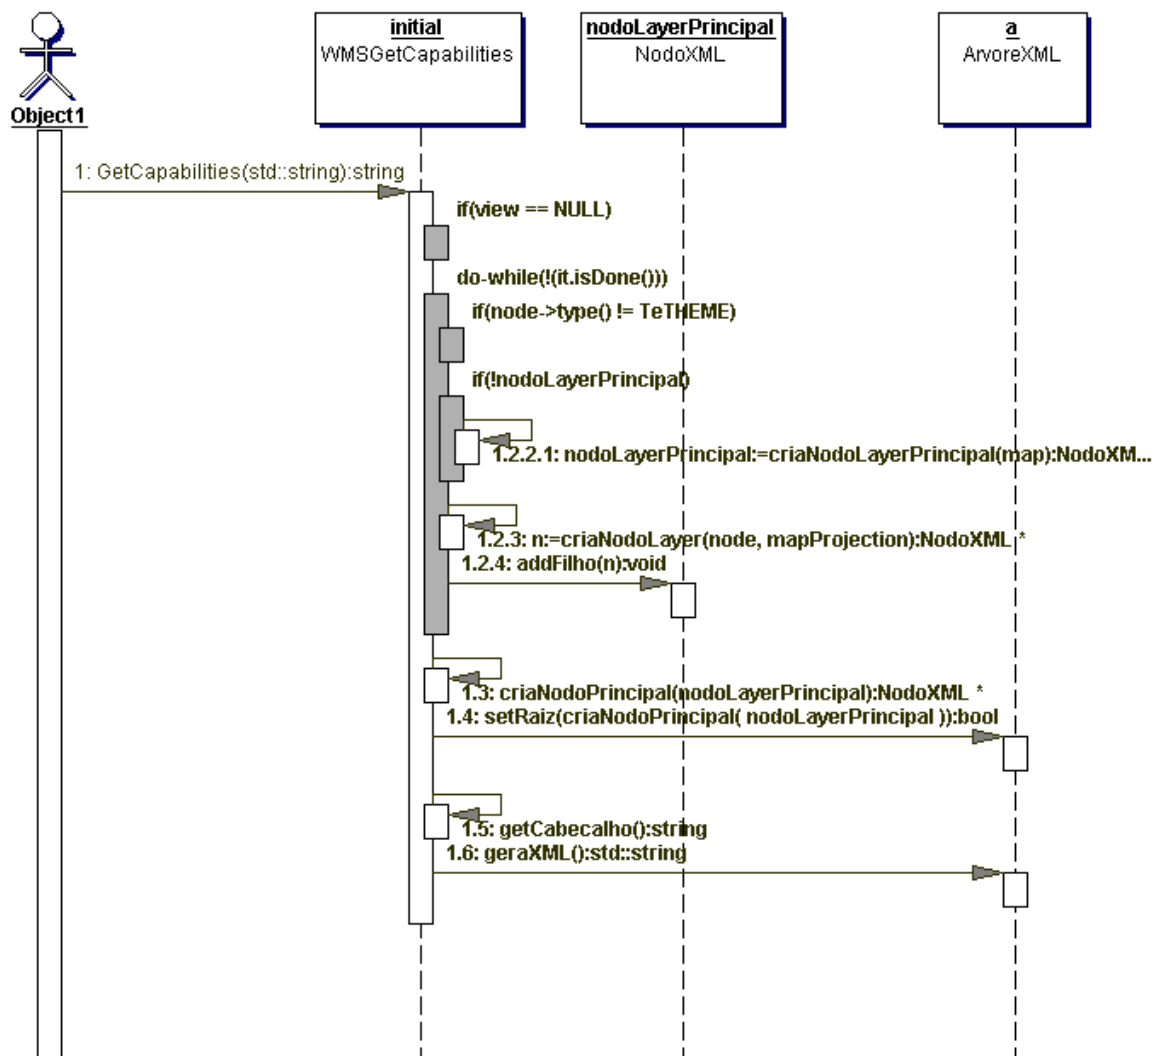 initial
WMSGetCapabilities
nodoLayerPrincipal
NodoXML
a
ArvoreXML
Object1
1: GetCapabilities(std::string):string
if(view == NULL)
do-while(!(it.isDone()))
if(node->type() != TeTHEME)
if(!nodoLayerPrincipal)
1.2.2.1: nodoLayerPrincipal:=criaNodoLayerPrincipal(map):NodoXM...
1.2.3: n:=criaNodoLayer(node, mapProjection):NodoXML *
1.2.4: addFilho(n):void
1.3: criaNodoPrincipal(nodoLayerPrincipal):NodoXML *
1.4: setRaiz(criaNodoPrincipal( nodoLayerPrincipal )):bool
1.5: getCabecalho():string
1.6: geraXML():std::string